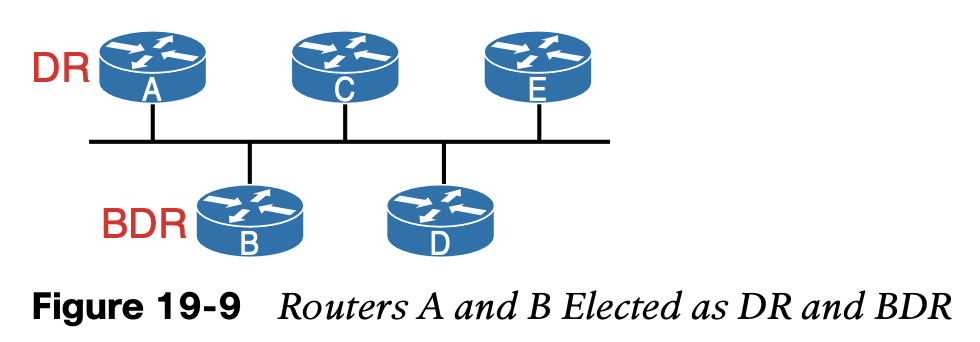 DR
A
C
E
BDR
B
D
Figure 19-9 Routers A and B Elected as DR and BDR